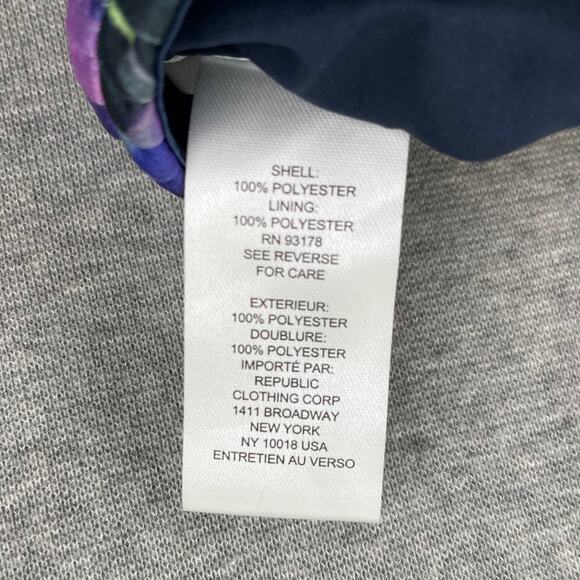 SHELL:
100% POLYESTER
LINING:
100% POLYESTER
RN 93178
SEE REVERSE
FOR CARE
EXTERIEUR:
100% POLYESTER
DOUBLURE:
100% POLYESTER
IMPORTÉ PAR:
REPUBLIC
CLOTHING CORP
1411 BROADWAY
NEW YORK
NY 10018 USA
ENTRETIEN AU VERSO